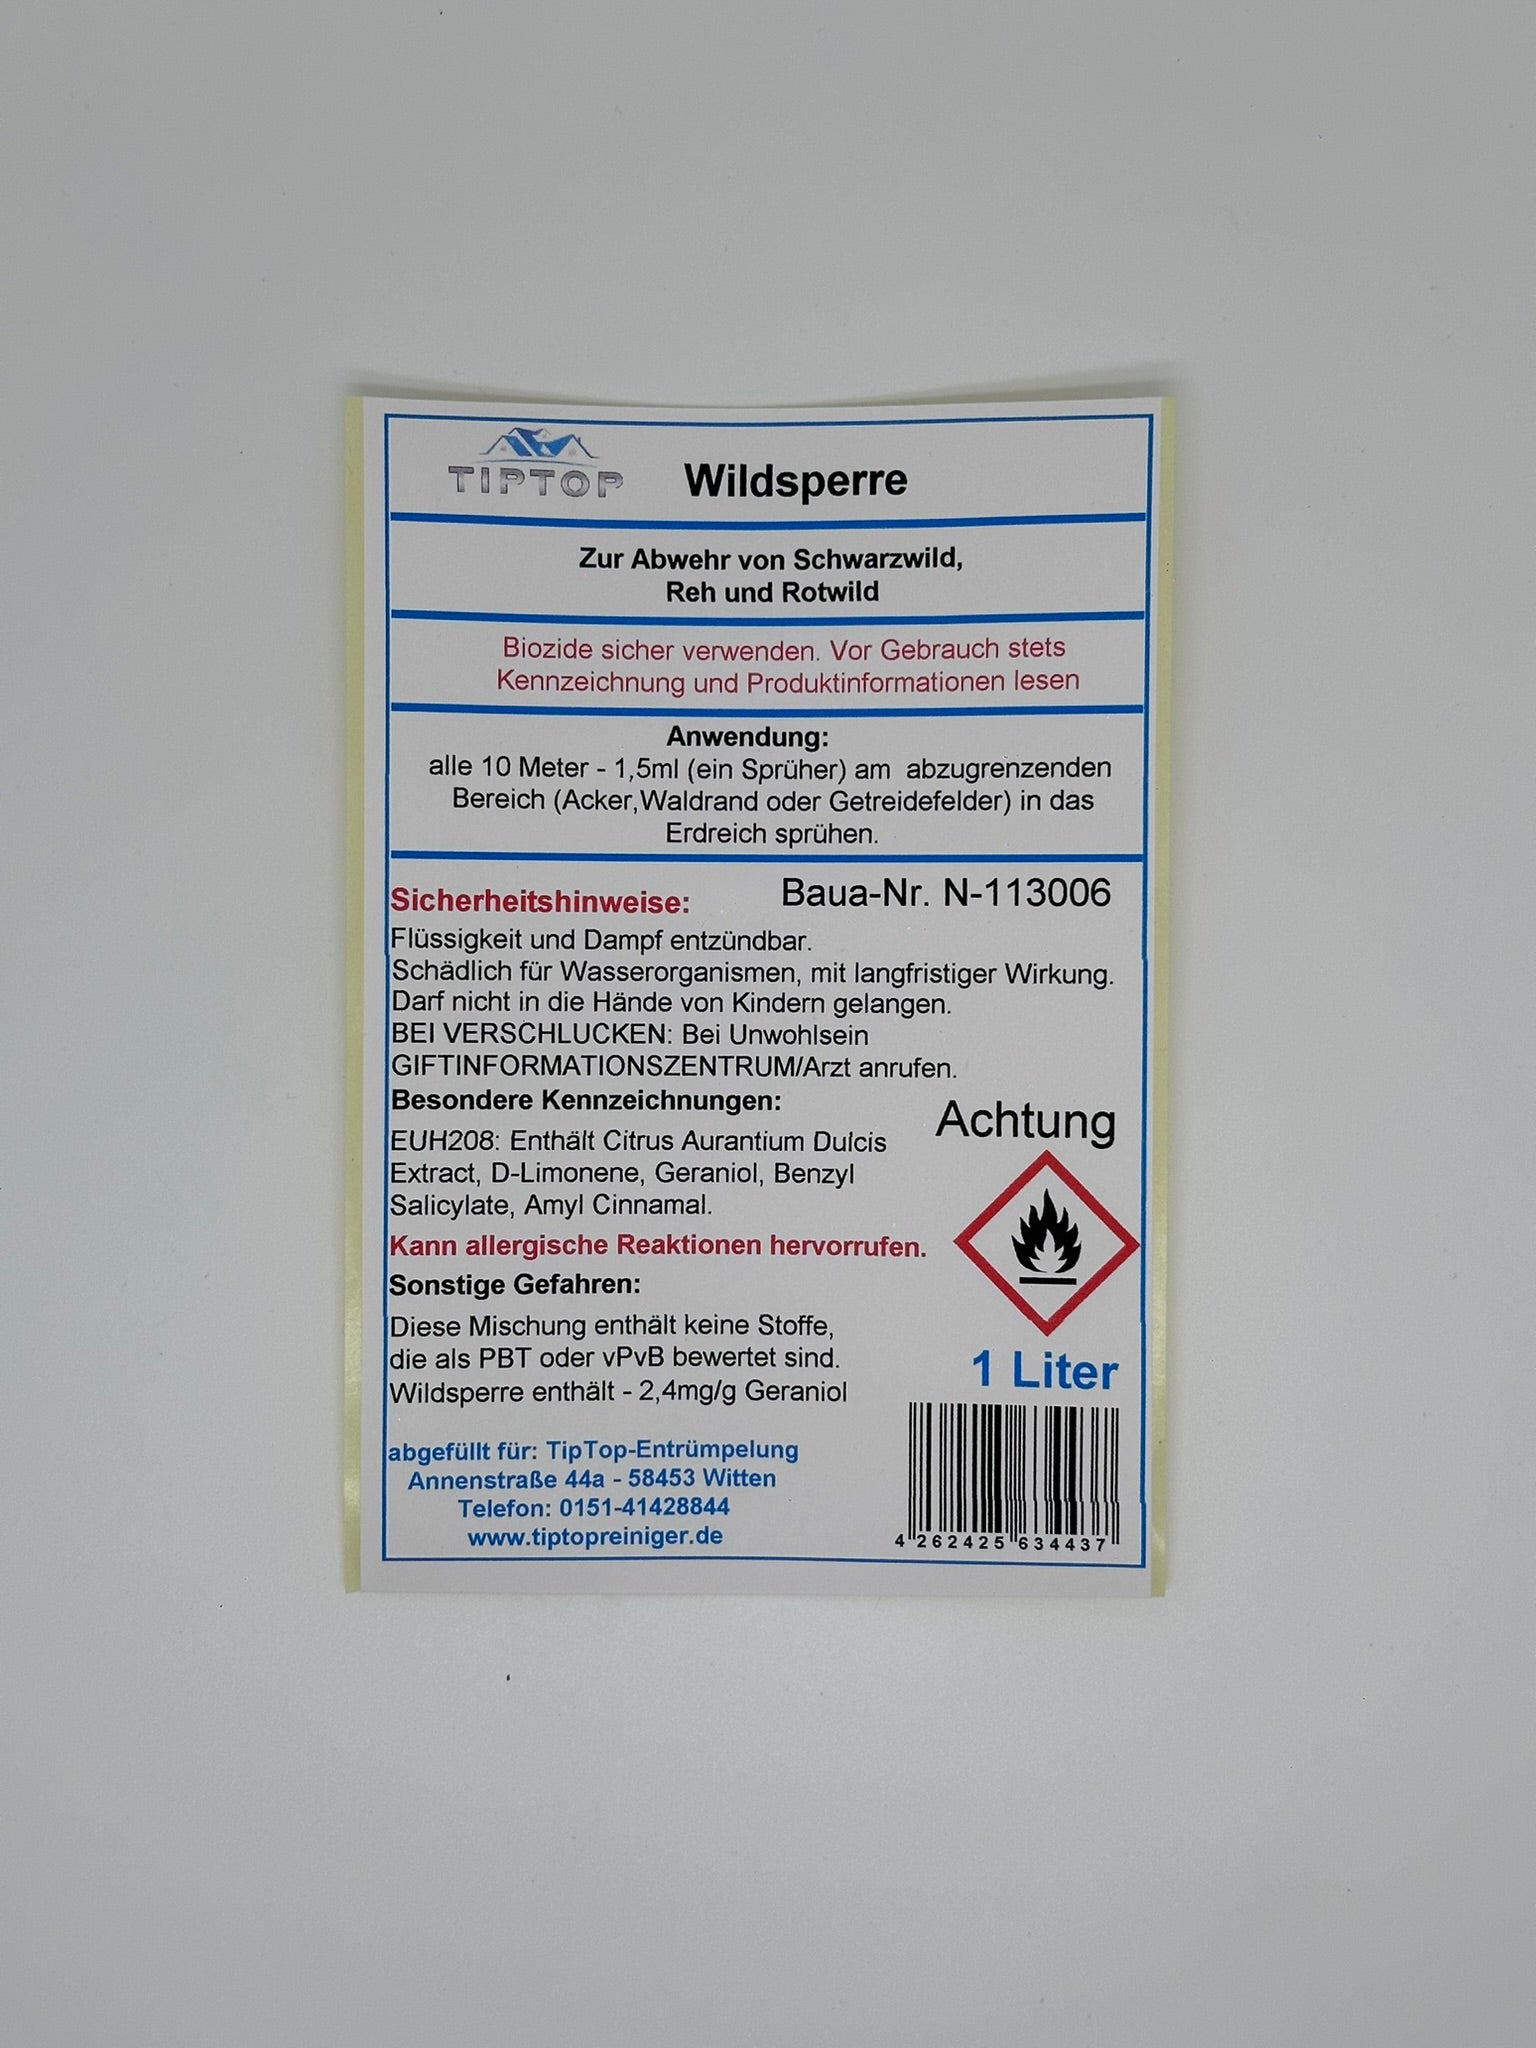 TIPTOP Wildsperre
Zur Abwehr von Schwarzwild,
Reh und Rotwild
Biozide sicher verwenden. Vor Gebrauch stets
Kennzeichnung und Produktinformationen lesen
Anwendung:
alle 10 Meter - 1,5ml (ein Sprüher) am abzugrenzenden
Bereich (Acker,Waldrand oder Getreidefelder) in das
Erdreich sprühen.
Sicherheitshinweise: Baua-Nr. N-113006
Flüssigkeit und Dampf entzündbar.
Schädlich für Wasserorganismen, mit langfristiger Wirkung.
Darf nicht in die Hände von Kindern gelangen.
BEI VERSCHLUCKEN: Bei Unwohlsein
GIFTINFORMATIONSZENTRUM/Arzt anrufen.
Besondere Kennzeichnungen:
EUH208: Enthält Citrus Aurantium Dulcis
Extract, D-Limonene, Geraniol, Benzyl
Salicylate, Amyl Cinnamal.
Kann allergische Reaktionen hervorrufen.
Sonstige Gefahren:
Diese Mischung enthält keine Stoffe,
die als PBT oder vPvB bewertet sind.
Wildsperre enthält - 2,4mg/g Geraniol
Achtung
1 Liter
abgefüllt für: TipTop-Entrümpelung
Annenstraße 44a - 58453 Witten
Telefon: 0151-41428844
www.tiptopreiniger.de
4 262425 634437